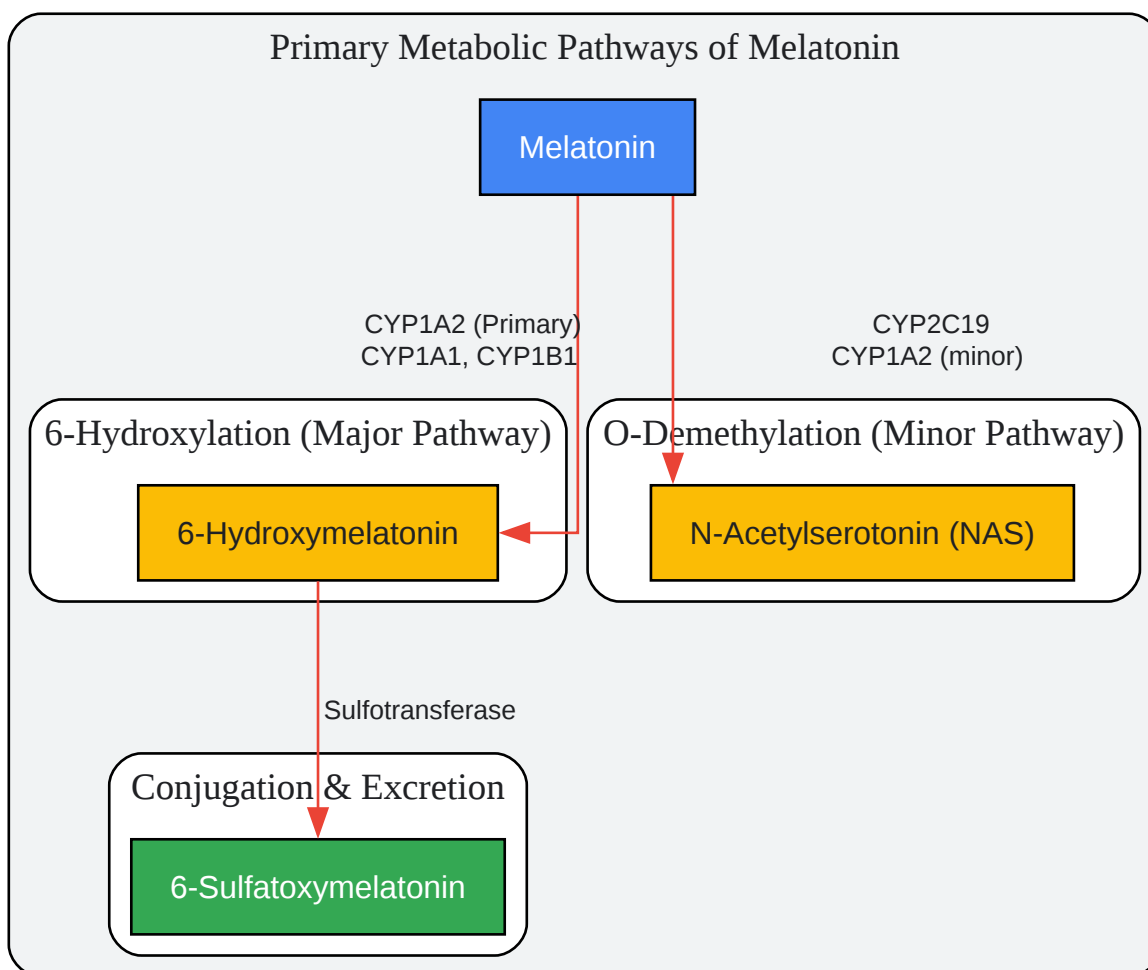 Primary Metabolic Pathways of Melatonin
Melatonin
CYP1A2 (Primary)
CYP1A1, CYP1B1
CYP2C19
CYP1A2 (minor)
6-Hydroxylation (Major Pathway)
6-Hydroxymelatonin
O-Demethylation (Minor Pathway)
N-Acetylserotonin (NAS)
Sulfotransferase
Conjugation & Excretion
6-Sulfatoxymelatonin